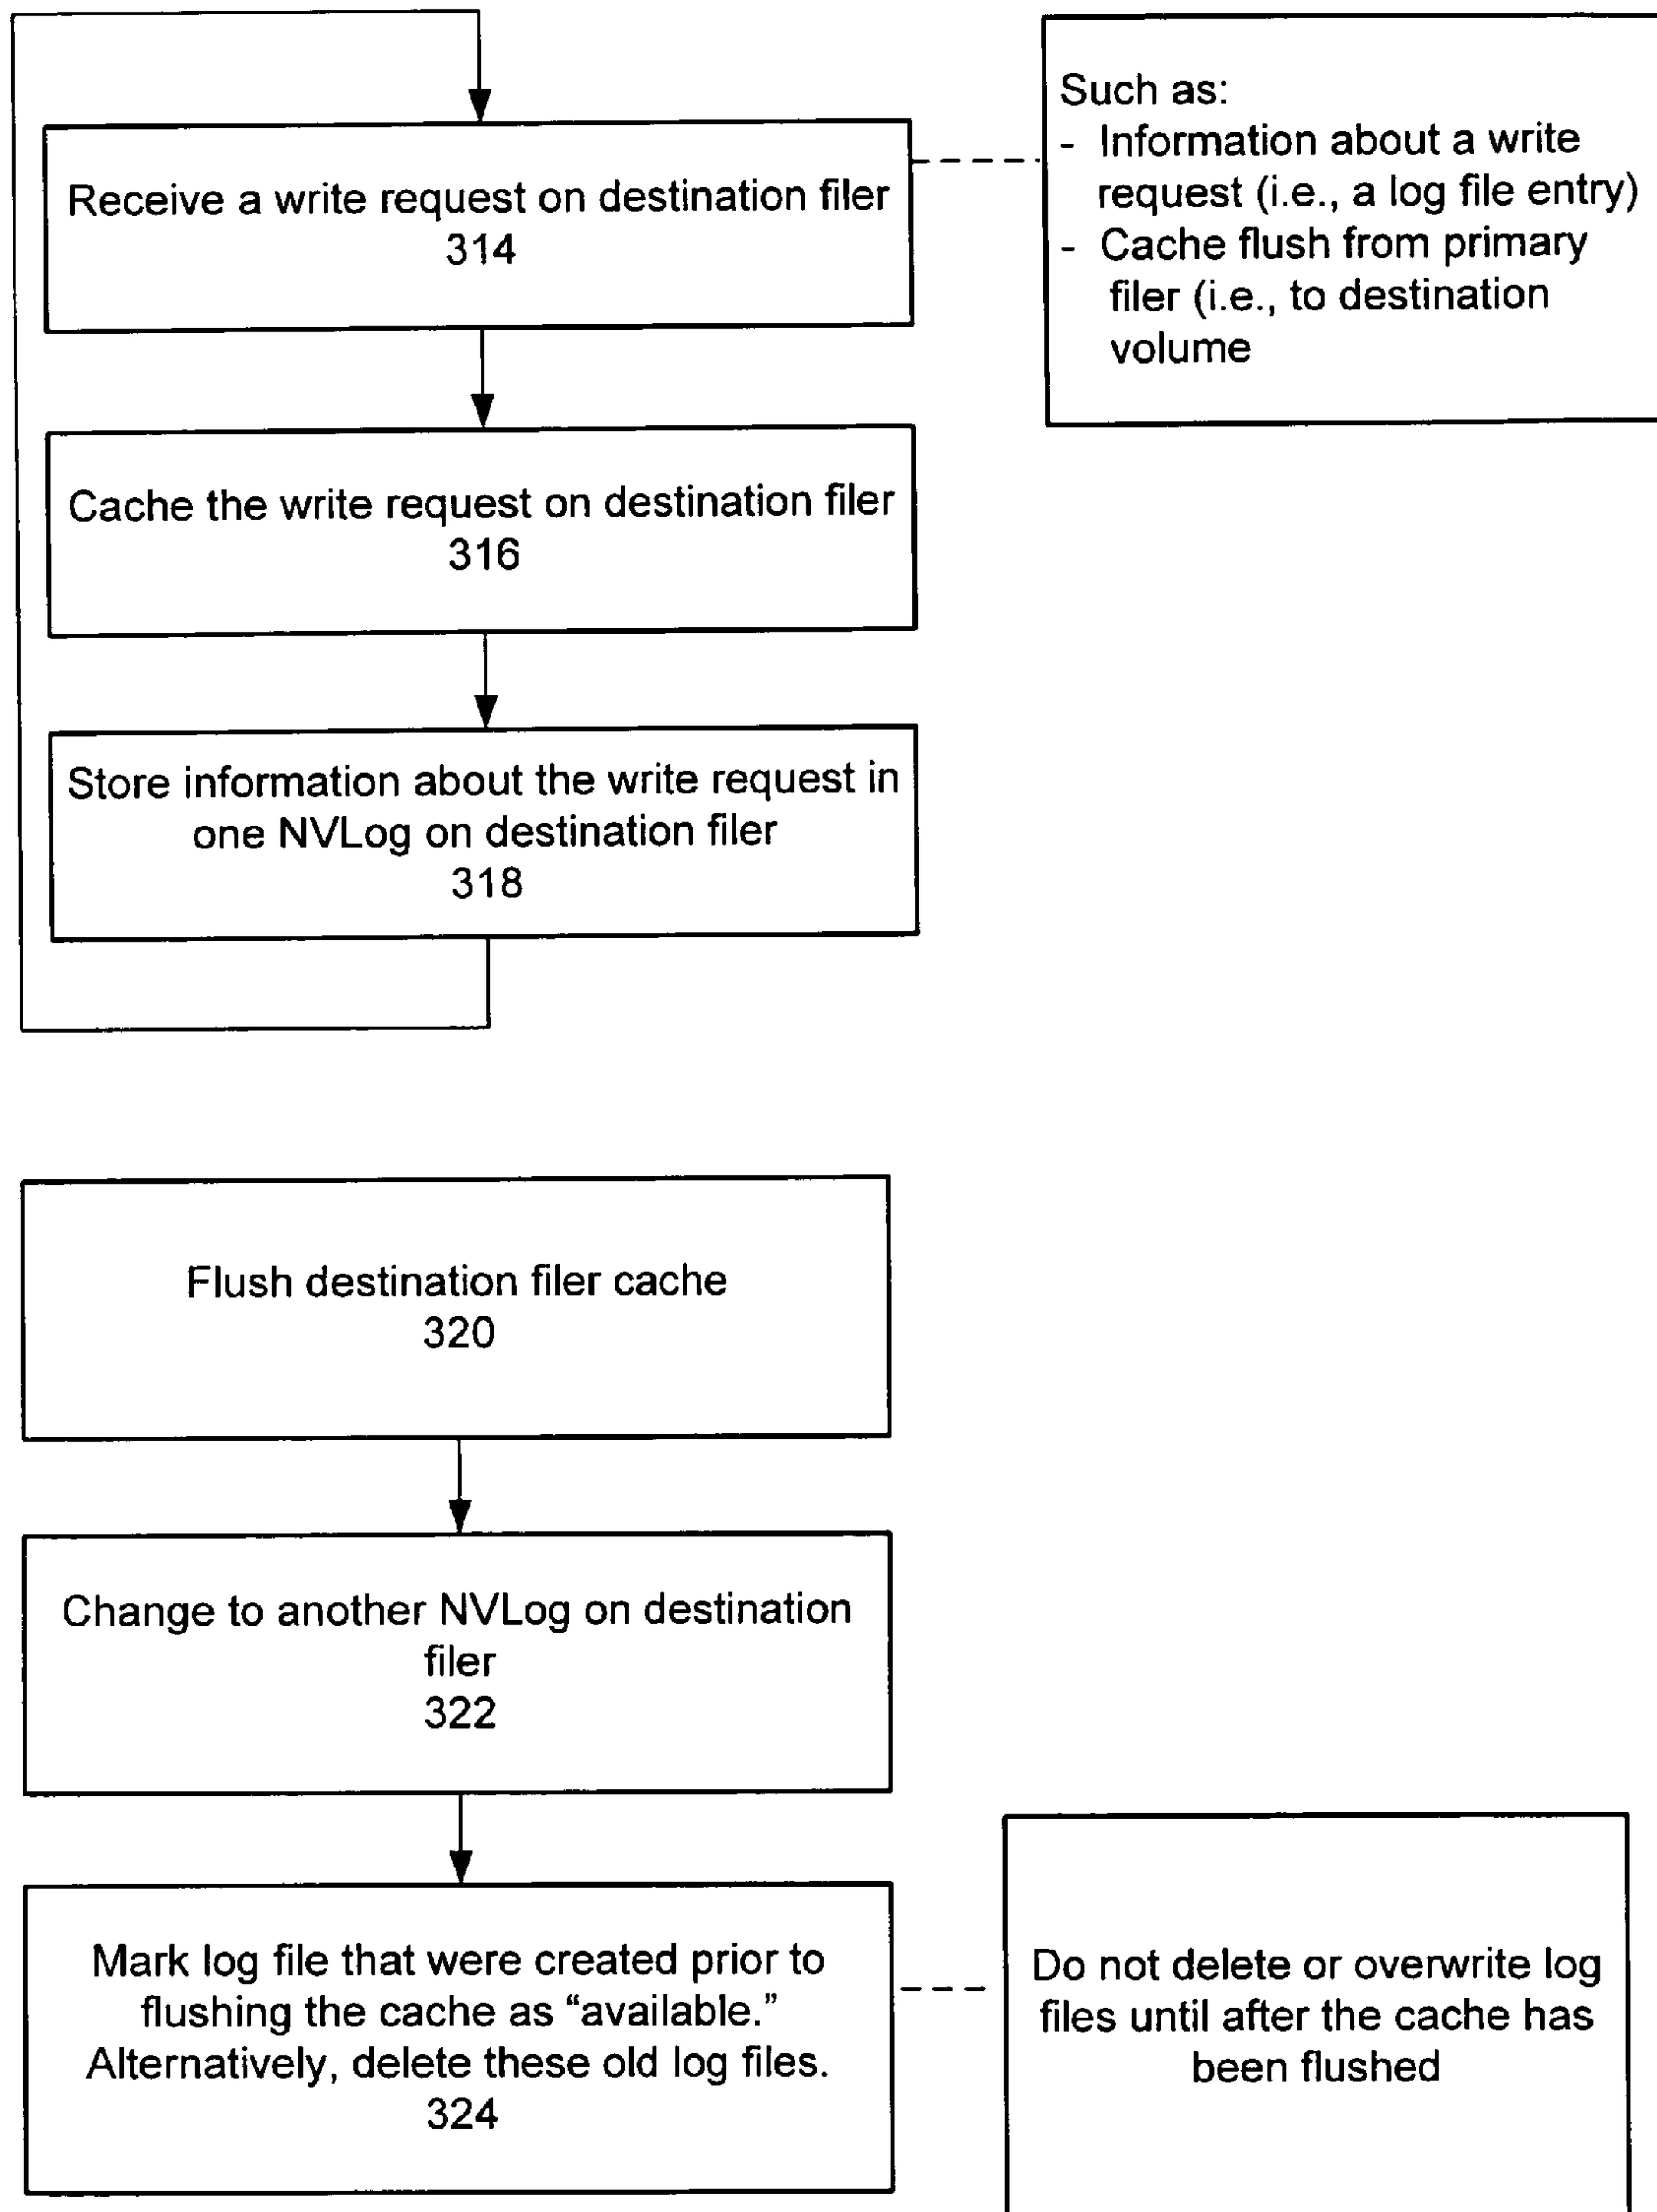 Receive a write request on destination filer
314
Such as:
- Information about a write
request (i.e., a log file entry)
- Cache flush from primary
filer (i.e., to destination
volume
Cache the write request on destination filer
316
Store information about the write request in
one NVLog on destination filer
318
Flush destination filer cache
320
Change to another NVLog on destination
filer
322
Mark log file that were created prior to
flushing the cache as “available.”
Alternatively, delete these old log files.
324
Do not delete or overwrite log
files until after the cache has
been flushed